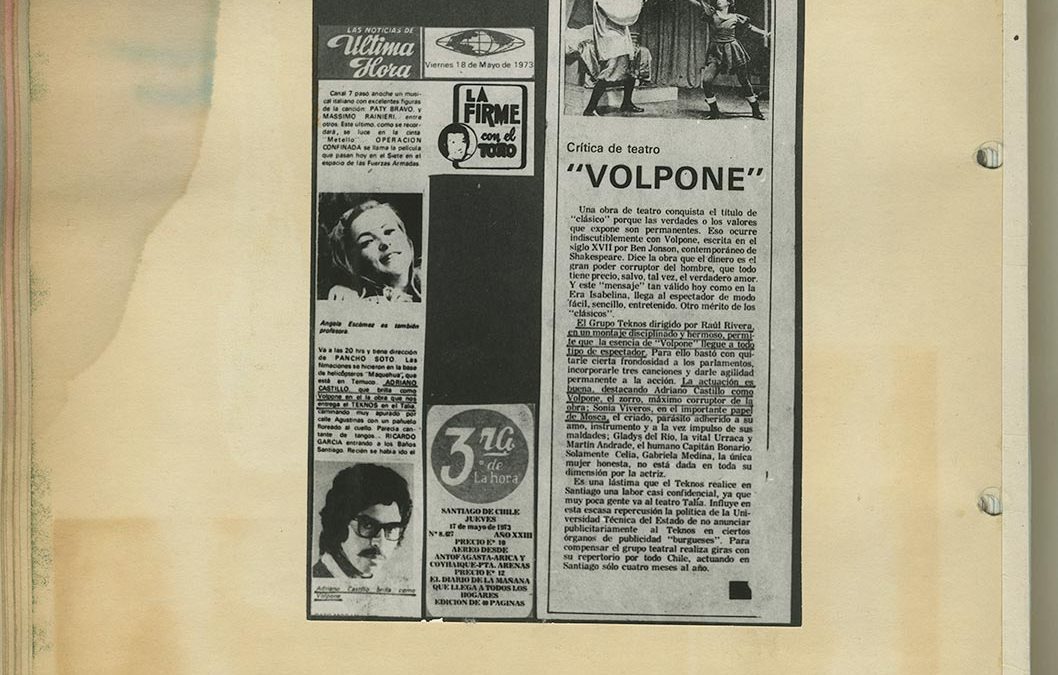 LAS NOTICIAS DE
Ultima
Hora
Viernes 18 de Mayo de 1973
Canal 7 pasó anoche un musi-
cal italiano con excelentes figuras
de la canción: PATY BRAVO, y
MASSIMO RAINIERI, entre
otros. Este último, como se recor-
dará, se luce en la cinta
"Metello". OPERACION
CONFINADA se llama la película
que pasan hoy en el Siete en el
espacio de las Fuerzas Armadas.
LA
FIRME
con el
TOÑO
Angela Escámez es también
profesora.
Va a las 20 hrs y tiene dirección
de PANCHO SOTO. Las
filmaciones se hicieron en la base
de helicópteros "Maquehua", que
está en Temuco. ADRIANO
CASTILLO, que brilla como
Volpone en el la obra que nos
entrega el TEKNOS en el Talía,
caminando muy apurado por
calle Agustinas con un pañuelo
floreado al cuello. Parecía can-
tante de tangos. RICARDO
GARCIA entrando a los Baños
Santiago. Recién se había ido el
Adriano Castillo brilla como
Volpone
3ra
de
La hora
SANTIAGO DE CHILE
JUEVES
17 de mayo de 1973
Nº 8.027 AÑO XXIII
PRECIO Eº 10
AEREO DESDE
ANTOFAGASTA-ARICA Y
COYHAIQUE-PTA. ARENAS
PRECIO Eº 12
EL DIARIO DE LA MAÑANA
QUE LLEGA A TODOS LOS
HOGARES
EDICION DE 40 PAGINAS
Crítica de teatro
"VOLPONE"
Una obra de teatro conquista el título de
"clásico" porque las verdades o los valores
que expone son permanentes. Eso ocurre
indiscutiblemente con Volpone, escrita en el
siglo XVII por Ben Jonson, contemporáneo de
Shakespeare. Dice la obra que el dinero es el
gran poder corruptor del hombre, que todo
tiene precio, salvo, tal vez, el verdadero amor.
Y este "mensaje" tan válido hoy como en la
Era Isabelina, llega al espectador de modo
fácil, sencillo, entretenido. Otro mérito de los
"clásicos".
El Grupo Teknos dirigido por Raúl Rivera,
en un montaje disciplinado y hermoso, permi-
te que la esencia de "Volpone" llegue a todo
tipo de espectador. Para ello bastó con qui-
tarle cierta frondosidad a los parlamentos,
incorporarle tres canciones y darle agilidad
permanente a la acción. La actuación es
buena, destacando Adriano Castillo como
Volpone, el zorro, máximo corruptor de la
obra; Sonia Viveros, en el importante papel
de Mosca, el criado, parásito adherido a su
amo, instrumento y a la vez impulso de sus
maldades; Gladys del Río, la vital Urraca y
Martín Andrade, el humano Capitán Bonario.
Solamente Celia, Gabriela Medina, la única
mujer honesta, no está dada en toda su
dimensión por la actriz.
Es una lástima que el Teknos realice en
Santiago una labor casi confidencial, ya que
muy poca gente va al teatro Talía. Influye en
esta escasa repercusión la política de la Uni-
versidad Técnica del Estado de no anunciar
publicitariamente al Teknos en ciertos
órganos de publicidad "burgueses". Para
compensar el grupo teatral realiza giras con
su repertorio por todo Chile, actuando en
Santiago sólo cuatro meses al año.